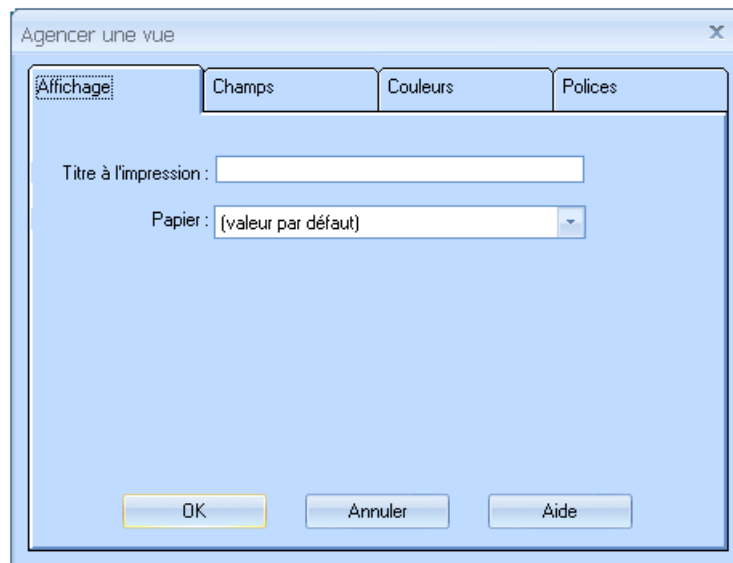 Agencer une vue
Affichage Champs Couleurs Polices
Titre à l'impression :
Papier : (valeur par défaut)
OK Annuler Aide